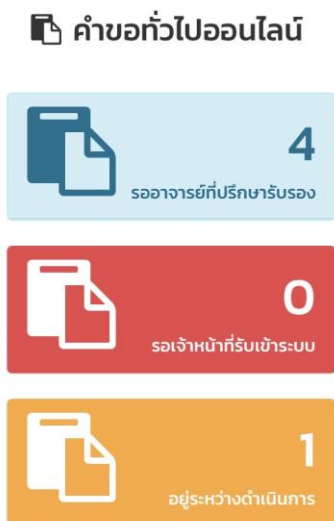 คำขอทั่วไปออนไลน์
4
รออาจารย์ที่ปรึกษารับรอง
0
รอเจ้าหน้าที่รับเข้าระบบ
1
อยู่ระหว่างดำเนินการ